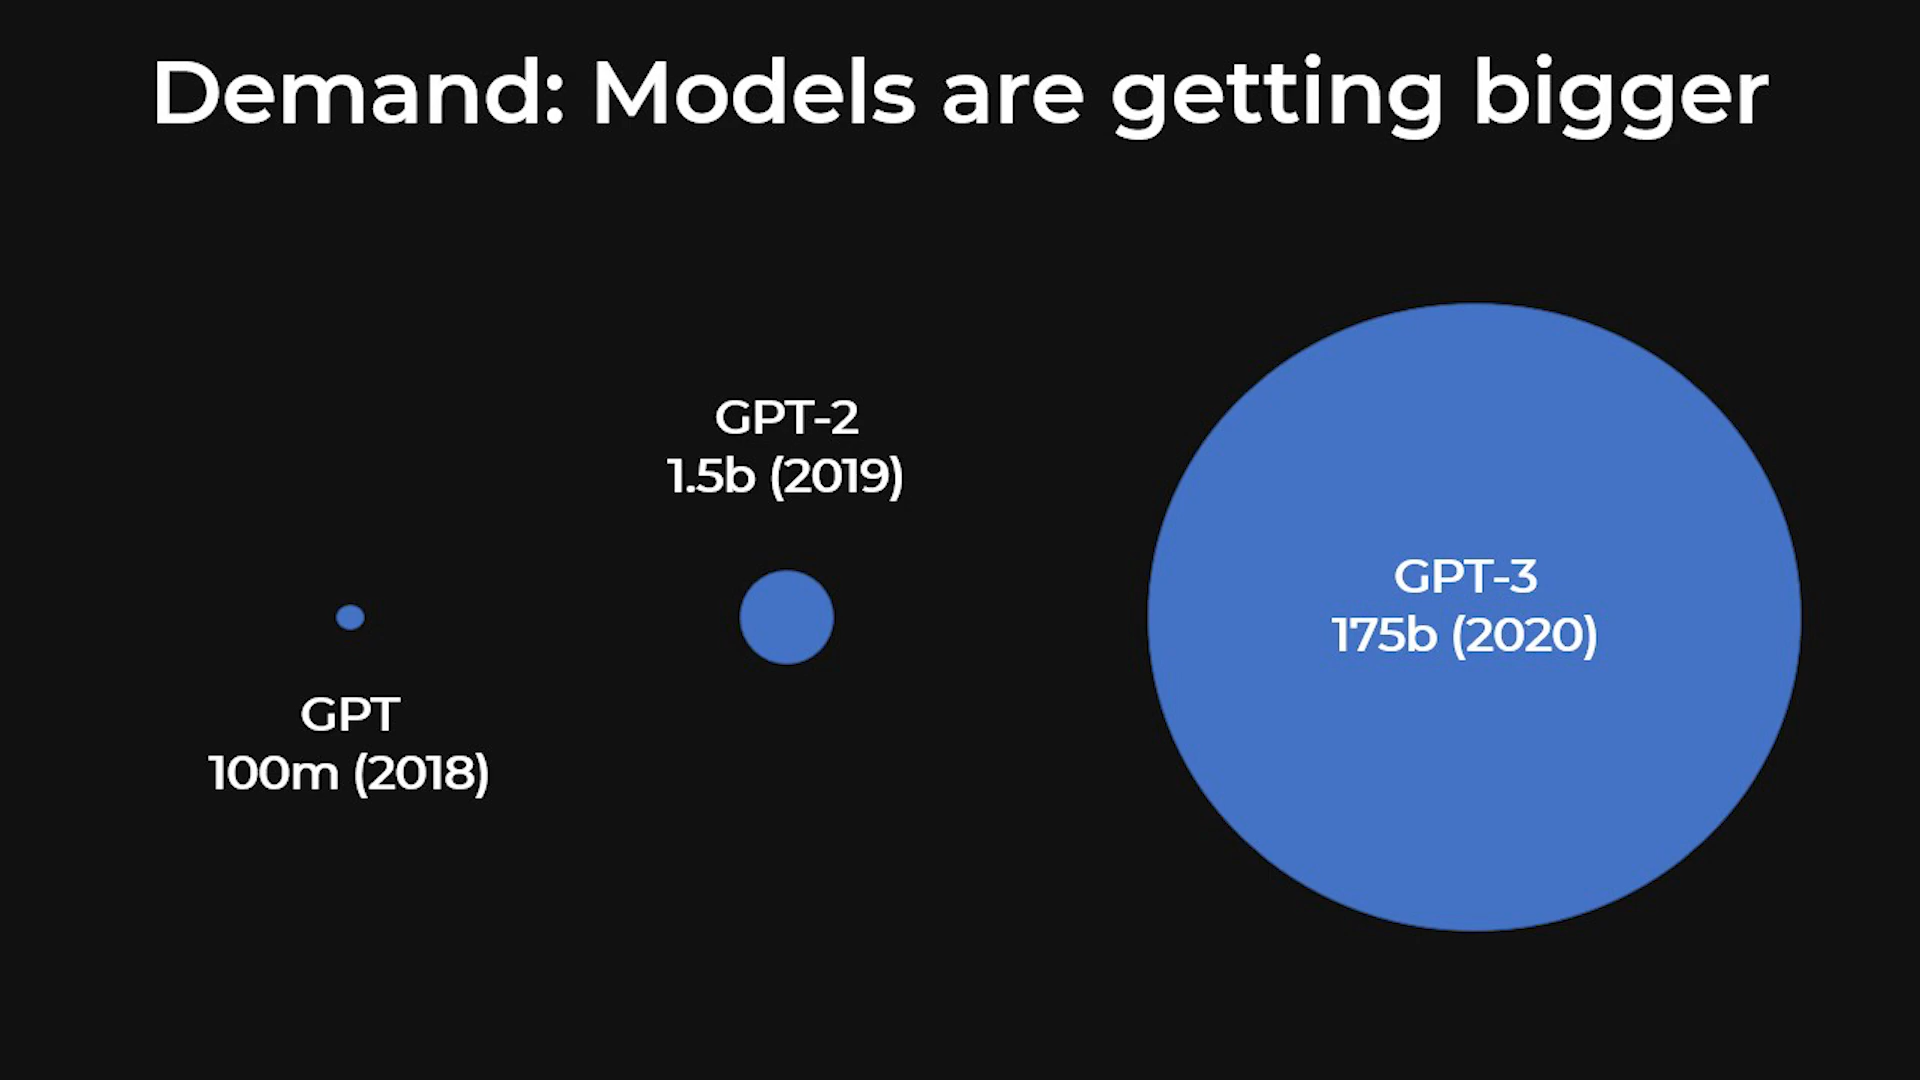 Demand: Models are getting bigger
GPT
100m (2018)
GPT-2
1.5b (2019)
GPT-3
175b (2020)